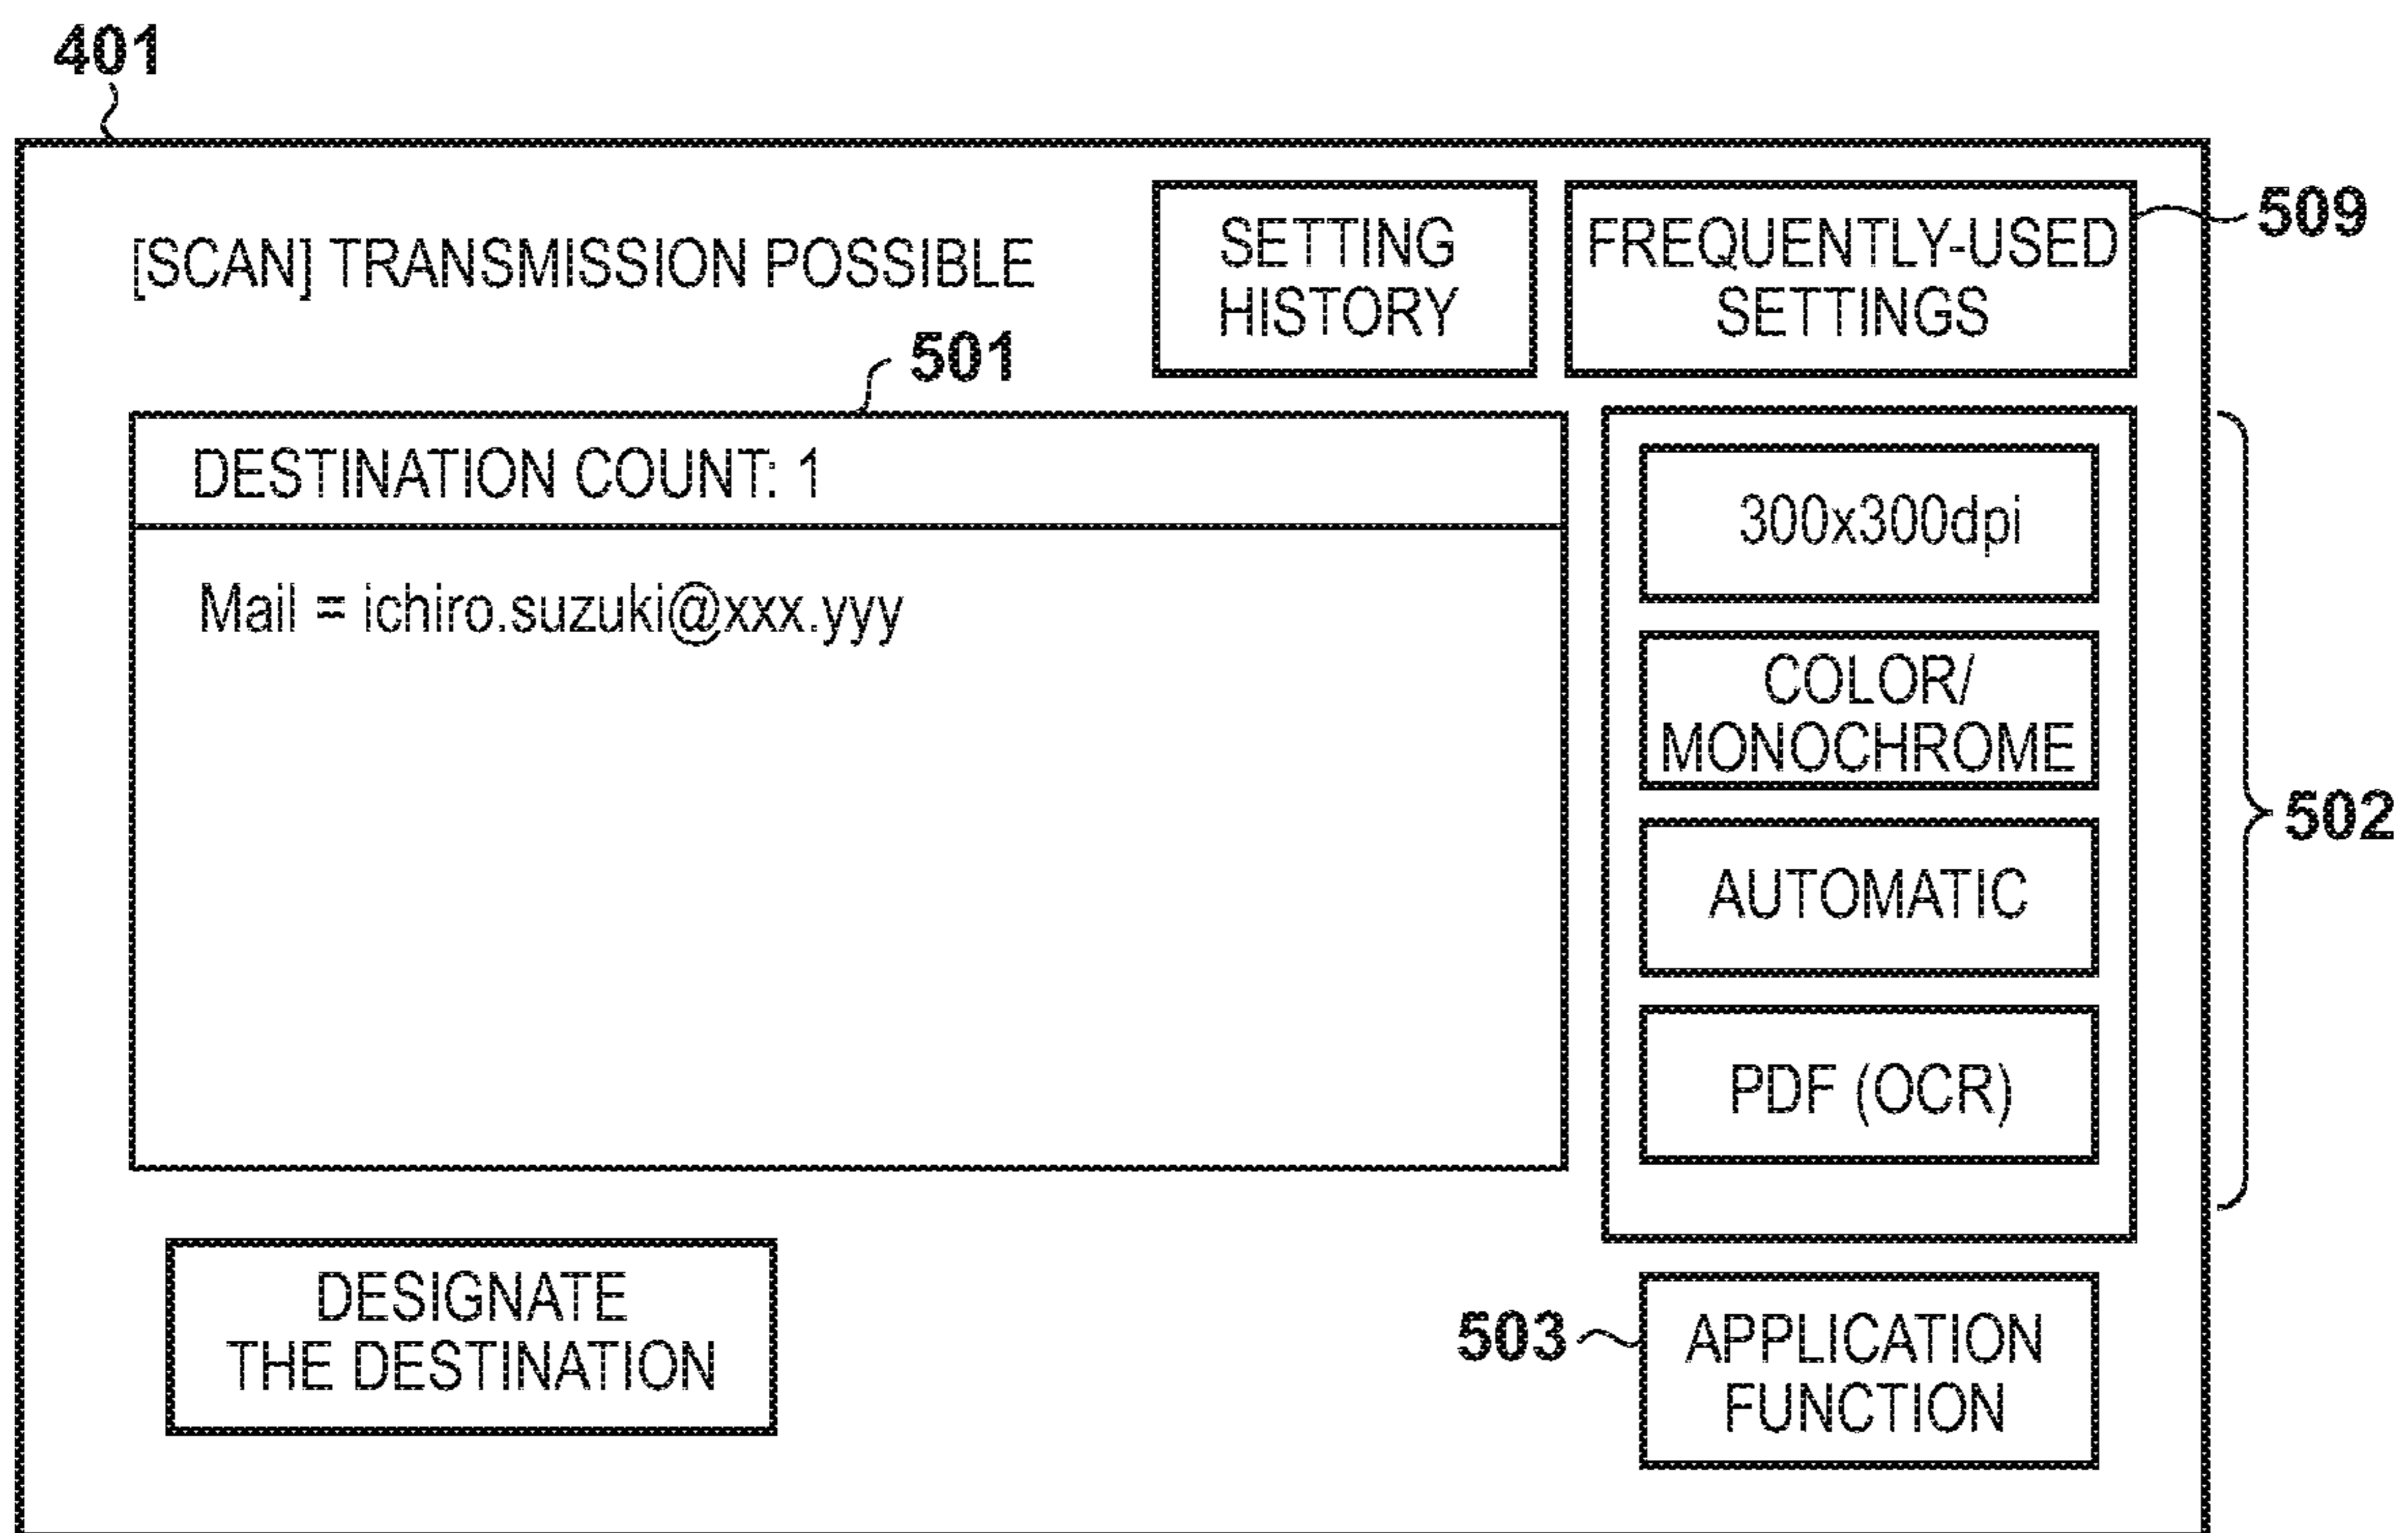 401
[SCAN] TRANSMISSION POSSIBLE
SETTING
HISTORY
FREQUENTLY-USED
SETTINGS
509
501
DESTINATION COUNT: 1
Mail = ichiro.suzuki@xxx.yyy
300x300dpi
COLOR/
MONOCHROME
AUTOMATIC
PDF (OCR)
502
DESIGNATE
THE DESTINATION
503
APPLICATION
FUNCTION